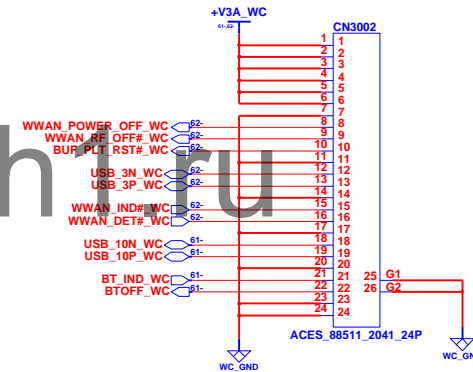 +V3A_WC
61-,62-
CN3002
1 1
2 2
3 3
4 4
5 5
6 6
7 7
WWAN_POWER_OFF_WC 62- 8 8
WWAN_RF_OFF#_WC 62- 9 9
BUF_PLT_RST#_WC 62- 10 10
11 11
USB_3N_WC 62- 12 12
USB_3P_WC 62- 13 13
14 14
WWAN_IND#_WC 62- 15 15
WWAN_DET#_WC 62- 16 16
17 17
USB_10N_WC 61- 18 18
USB_10P_WC 61- 19 19
20 20
BT_IND_WC 61- 21 21 25 G1
BTOFF_WC 61- 22 22 26 G2
23 23
24 24
ACES_88511_2041_24P
WC_GND
WC_GN
h1.ru